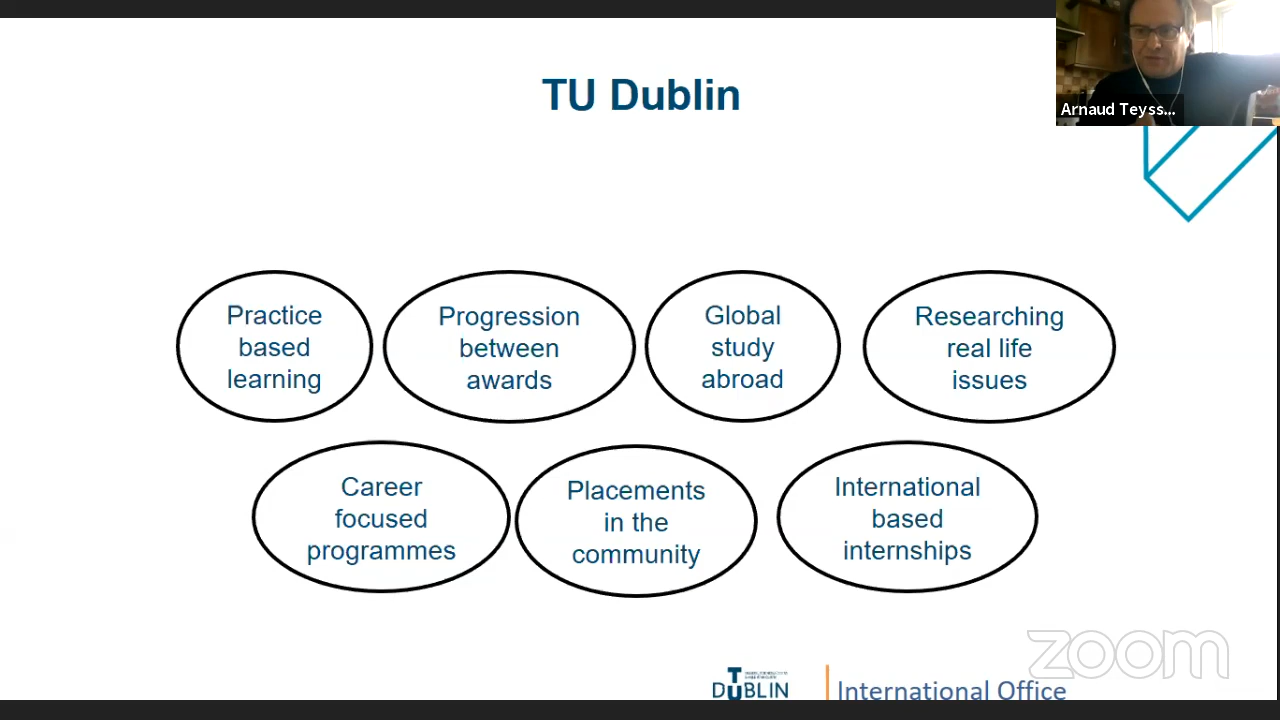 TU Dublin
Arnaud Teyss...
Practice
based
learning
Progression
between
awards
Global
study
abroad
Researching
real life
issues
Career
focused
programmes
Placements
in the
community
International
based
internships
zoom
TU
DUBLIN
International Office